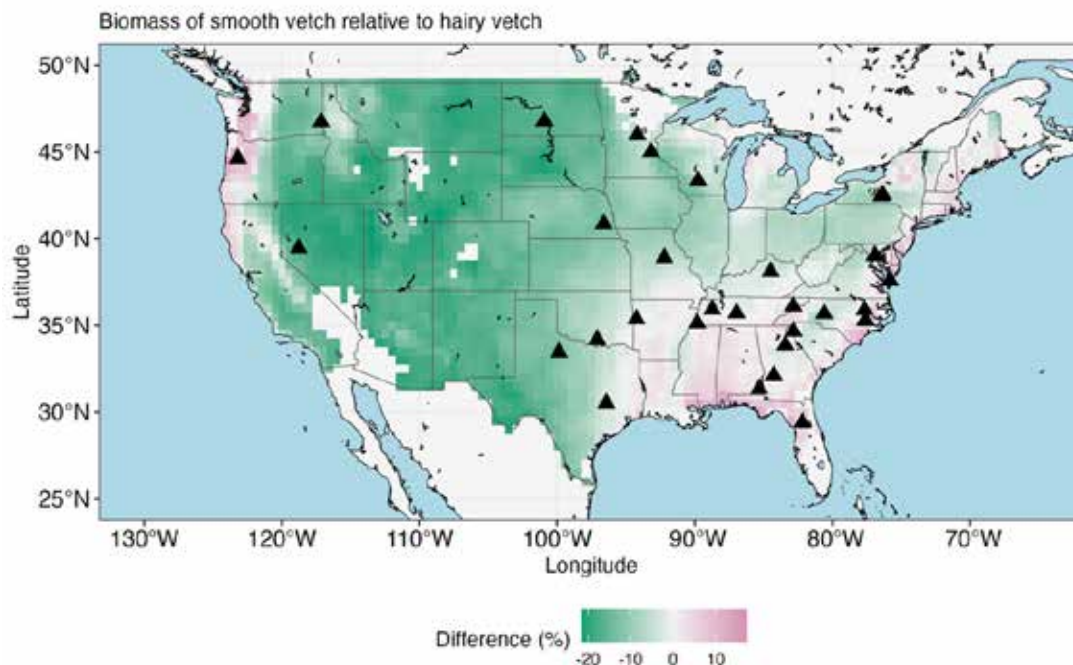 Biomass of smooth vetch relative to hairy vetch
50°N
45°N
40°N
35°N
30°N
25°N
Latitude
130°W 120°W 110°W 100°W 90°W 80°W 70°W
Longitude
Difference (%)
-20 -10 0 10